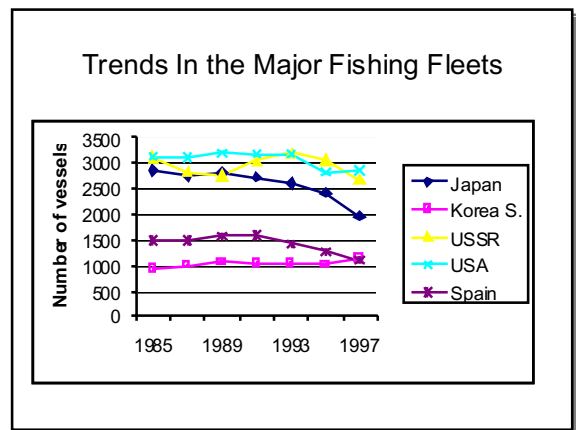 Trends In the Major Fishing Fleets
Number of vessels
3500
3000
2500
2000
1500
1000
500
0
1985 1989 1993 1997
Japan
Korea S.
USSR
USA
Spain